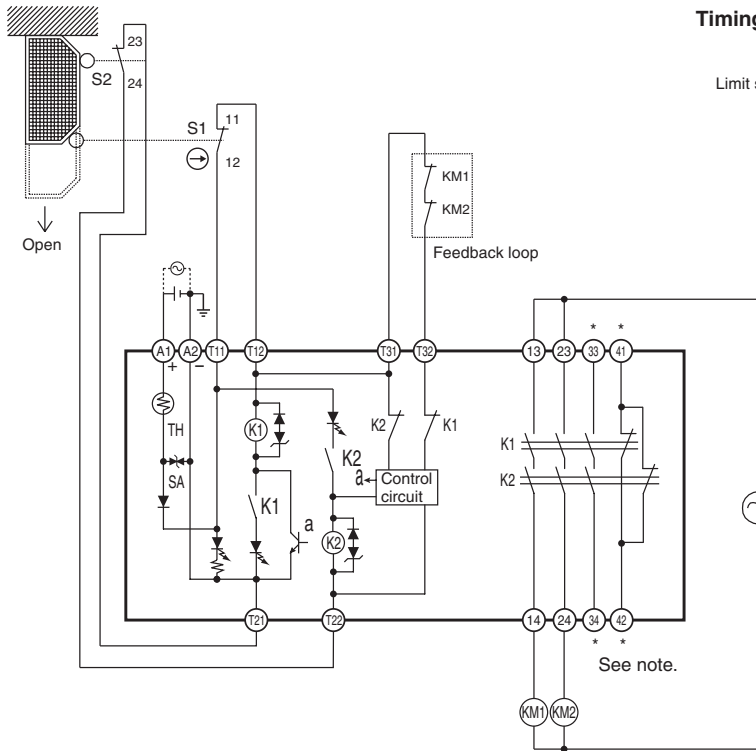 Timing
Limit s
23
S2
24
S1
11
12
KM1
KM2
Open
Feedback loop
A1
A2
T11
T12
T31
T32
13
23
33
41
*
*
+
−
TH
SA
K1
K1
a
K2
K2
K2
K1
a
Control
circuit
K1
K2
T21
T22
14
24
34
42
*
*
See note.
KM1
KM2